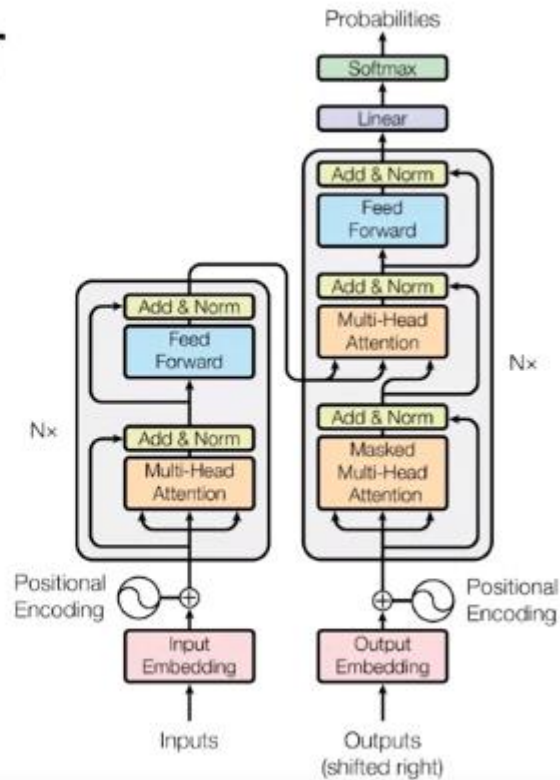 Probabilities
Softmax
Linear
Add & Norm
Feed
Forward
Add & Norm
Multi-Head
Attention
Nx
Add & Norm
Masked
Multi-Head
Attention
Add & Norm
Feed
Forward
Nx
Add & Norm
Multi-Head
Attention
Positional
Encoding
Positional
Encoding
Input
Embedding
Output
Embedding
Inputs
Outputs
(shifted right)